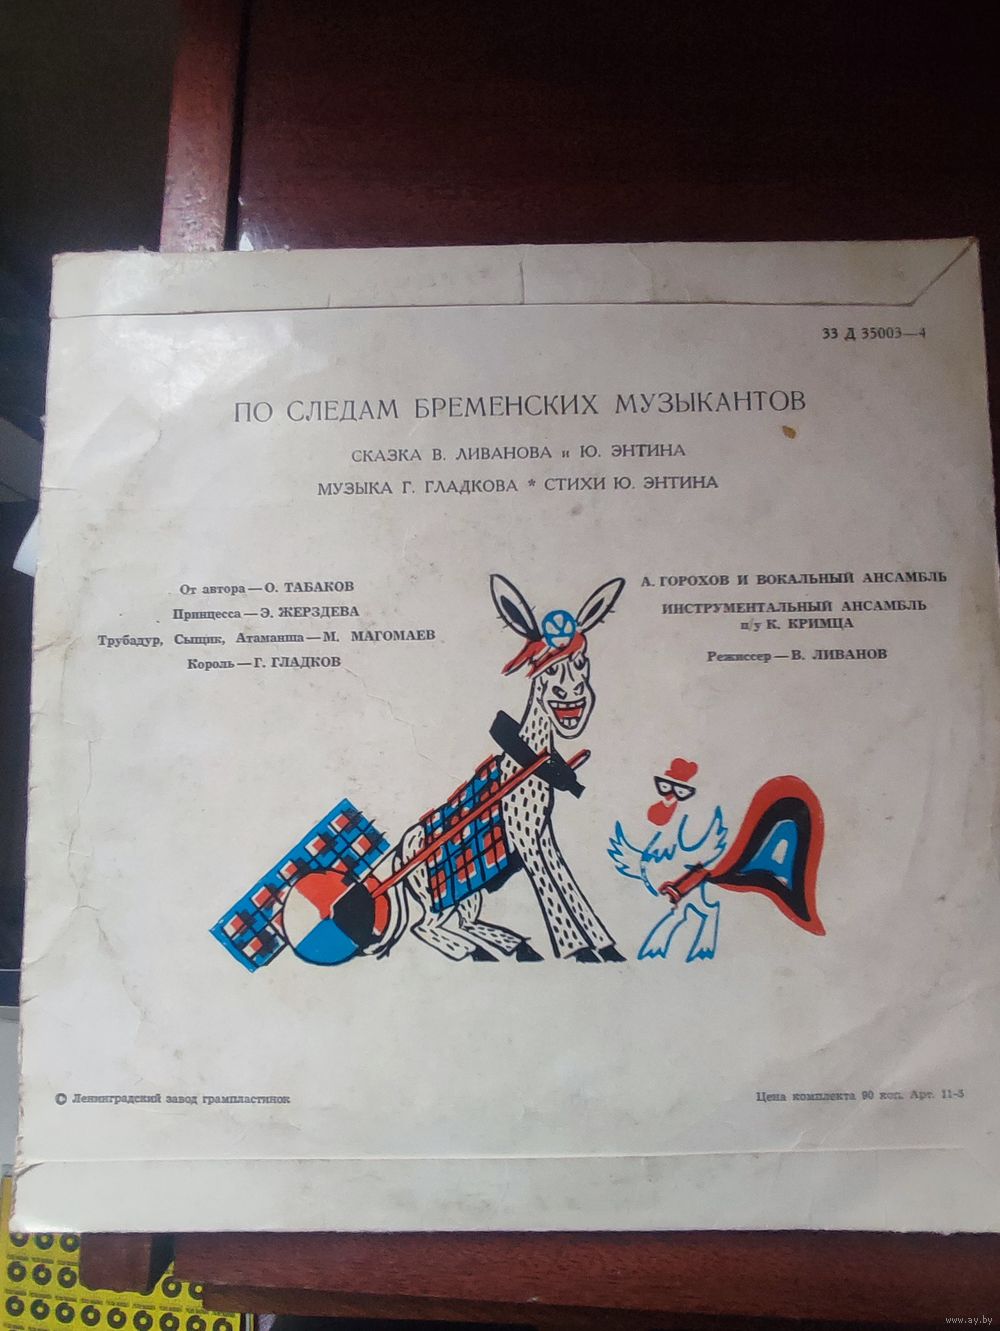 33 Д 35003—4
ПО СЛЕДАМ БРЕМЕНСКИХ МУЗЫКАНТОВ
СКАЗКА В. ЛИВАНОВА и Ю. ЭНТИНА
МУЗЫКА Г. ГЛАДКОВА * СТИХИ Ю. ЭНТИНА
От автора — О. ТАБАКОВ
Принцесса — Э. ЖЕРЗДЕВА
Трубадур, Сыщик, Атаманша — М. МАГОМАЕВ
Король — Г. ГЛАДКОВ
А. ГОРОХОВ И ВОКАЛЬНЫЙ АНСАМБЛЬ
ИНСТРУМЕНТАЛЬНЫЙ АНСАМБЛЬ
п/у К. КРИМЦА
Режиссер — В. ЛИВАНОВ
© Ленинградский завод грампластинок
Цена комплекта 90 коп. Арт. 11-5
www.ay.by